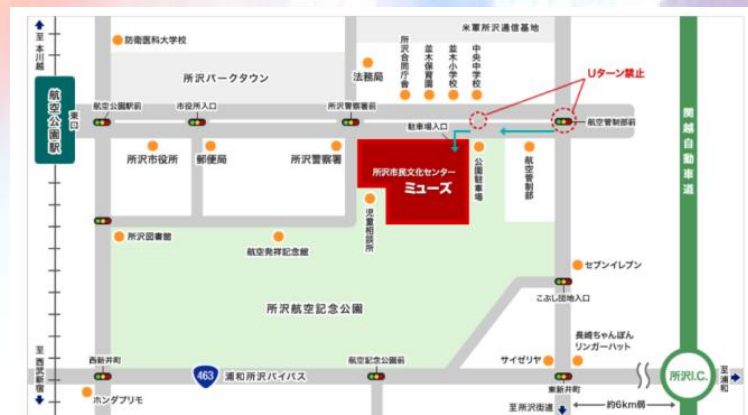 米軍所沢通信基地
至本川越
防衛医科大学校
所沢パークタウン
法務局
所沢合同庁舎
並木保育園
並木小学校
中央中学校
Uターン禁止
航空公園駅
東口
航空公園駅前
市役所入口
所沢警察署前
駐車場入口
航空管制部前
関越自動車道
所沢市役所
郵便局
所沢警察署
所沢市民文化センター
ミューズ
公園駐車場
航空管制部
児童相談所
所沢図書館
航空発祥記念館
セブンイレブン
こぶし団地入口
所沢航空記念公園
長崎ちゃんぽん
リンガーハット
サイゼリヤ
至西武新宿
西新井町
463
浦和所沢バイパス
航空記念公園前
東新井町
所沢I.C.
至浦和
ホンダプリモ
至所沢街道
約6km弱